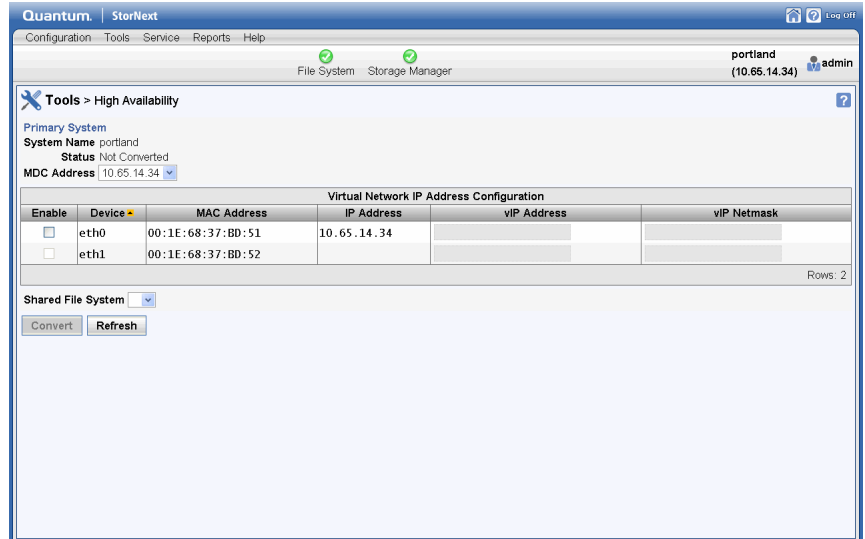 Quantum. StorNext Log Off
Configuration Tools Service Reports Help
File System Storage Manager
portland
(10.65.14.34)
admin
Tools > High Availability ?
Primary System
System Name portland
Status Not Converted
MDC Address 10.65.14.34
Virtual Network IP Address Configuration
Enable Device MAC Address IP Address vIP Address vIP Netmask
eth0 00:1E:68:37:BD:51 10.65.14.34
eth1 00:1E:68:37:BD:52
Rows: 2
Shared File System
Convert Refresh